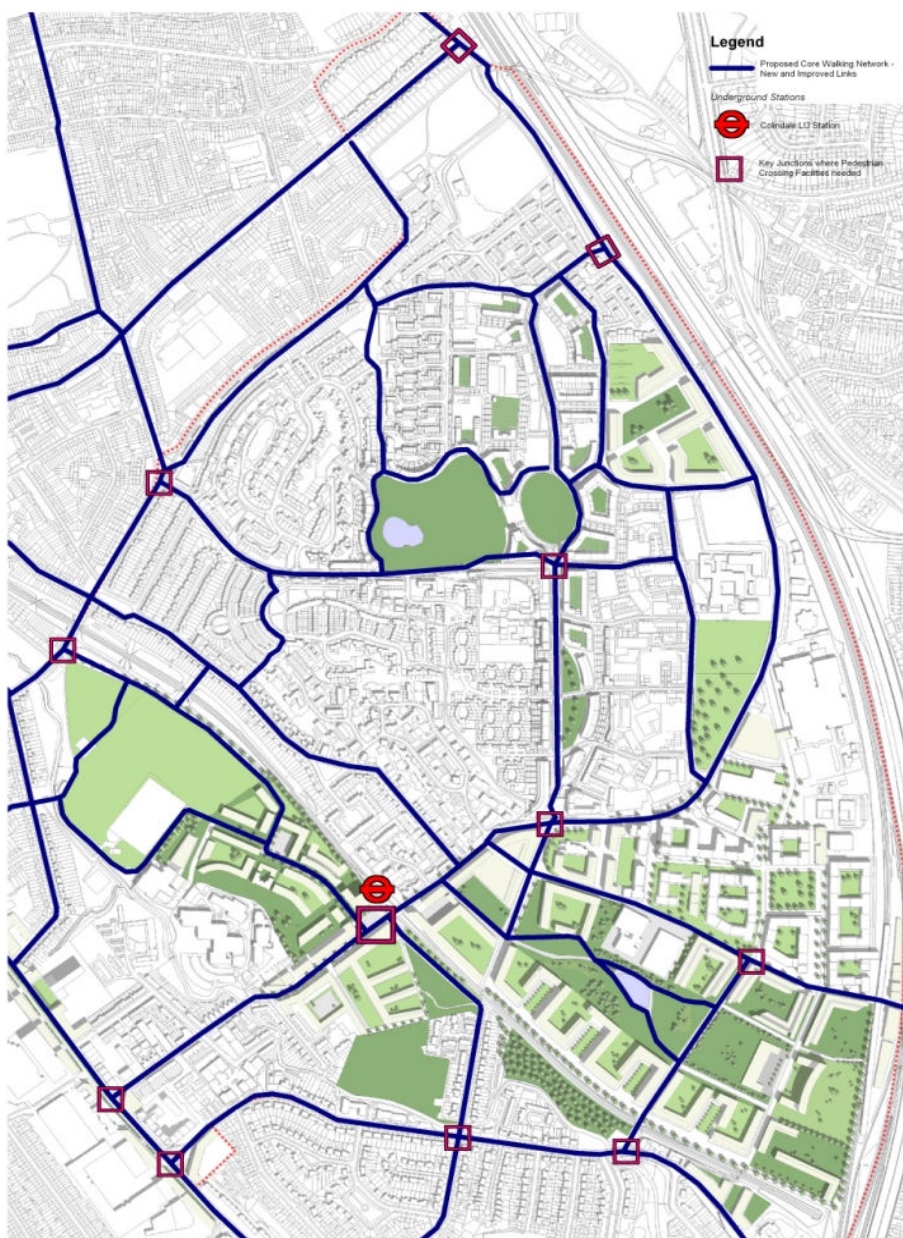 Legend
Proposed Core Walking Network -
New and Improved Links
Underground Stations
Colindale LU Station
Key Junctions where Pedestrian
Crossing Facilities needed